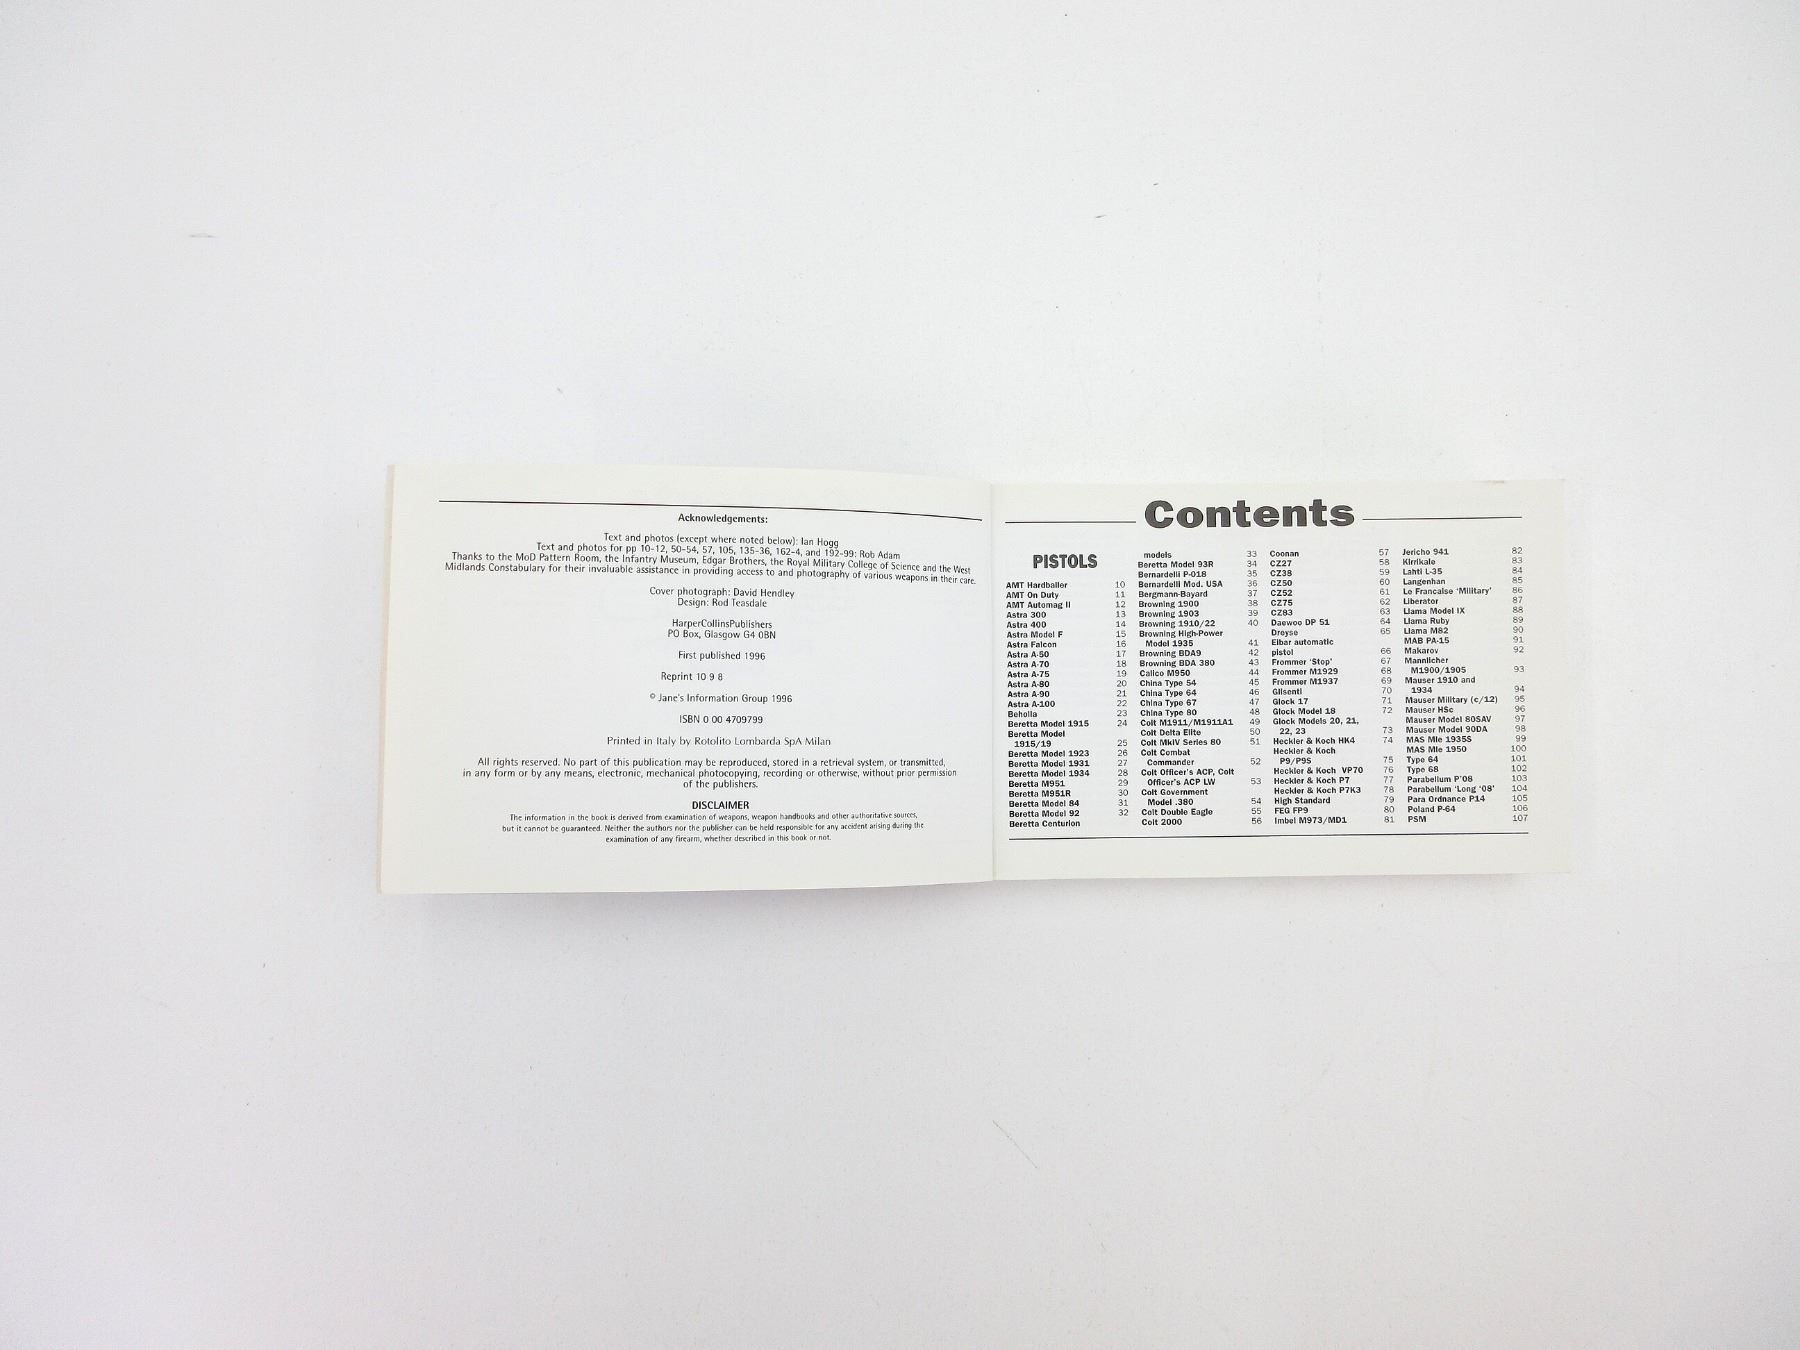 Acknowledgements:
Text and photos (except where noted below): Ian Hogg
Text and photos for pp 10-12, 50-54, 57, 105, 135-36, 162-4, and 192-99: Rob Adam
Thanks to the MoD Pattern Room, the Infantry Museum, Edgar Brothers, the Royal Military College of Science and the West
Midlands Constabulary for their invaluable assistance in providing access to and photography of various weapons in their care.
Cover photograph: David Hendley
Design: Rod Teasdale
HarperCollinsPublishers
PO Box, Glasgow G4 0BN
First published 1996
Reprint 10 9 8
© Jane's Information Group 1996
ISBN 0 00 4709799
Printed in Italy by Rotolito Lombarda SpA Milan
All rights reserved. No part of this publication may be reproduced, stored in a retrieval system, or transmitted,
in any form or by any means, electronic, mechanical photocopying, recording or otherwise, without prior permission
of the publishers.
DISCLAIMER
The information in the book is derived from examination of weapons, weapon handbooks and other authoritative sources,
but it cannot be guaranteed. Neither the authors nor the publisher can be held responsible for any accident arising during the
examination of any firearm, whether described in this book or not.
Contents
PISTOLS
AMT Hardballer 10
AMT On Duty 11
AMT Automag II 12
Astra 300 13
Astra 400 14
Astra Model F 15
Astra Falcon 16
Astra A-50 17
Astra A-70 18
Astra A-75 19
Astra A-80 20
Astra A-90 21
Astra A-100 22
Beholla 23
Beretta Model 1915 24
Beretta Model
1915/19 25
Beretta Model 1923 26
Beretta Model 1931 27
Beretta Model 1934 28
Beretta M951 29
Beretta M951R 30
Beretta Model 84 31
Beretta Model 92 32
Beretta Centurion
models 33
Beretta Model 93R 34
Bernardelli P-018 35
Bernardelli Mod. USA 36
Bergmann-Bayard 37
Browning 1900 38
Browning 1903 39
Browning 1910/22 40
Browning High-Power
Model 1935 41
Browning BDA9 42
Browning BDA 380 43
Calico M950 44
China Type 54 45
China Type 64 46
China Type 67 47
China Type 80 48
Colt M1911/M1911A1 49
Colt Delta Elite 50
Colt MkIV Series 80 51
Colt Combat
Commander 52
Colt Officer's ACP, Colt
Officer's ACP LW 53
Colt Government
Model .380 54
Colt Double Eagle 55
Colt 2000 56
Coonan 57
CZ27 58
CZ38 59
CZ50 60
CZ52 61
CZ75 62
CZ83 63
Daewoo DP 51 64
Dreyse 65
Eibar automatic
pistol 66
Frommer 'Stop' 67
Frommer M1929 68
Frommer M1937 69
Glisenti 70
Glock 17 71
Glock Model 18 72
Glock Models 20, 21,
22, 23 73
Heckler & Koch HK4 74
Heckler & Koch
P9/P9S 75
Heckler & Koch VP70 76
Heckler & Koch P7 77
Heckler & Koch P7K3 78
High Standard 79
FEG FP9 80
Imbel M973/MD1 81
Jericho 941 82
Kirrikale 83
Lahti L-35 84
Langenhan 85
Le Francaise 'Military' 86
Liberator 87
Llama Model IX 88
Llama Ruby 89
Llama M82 90
MAB PA-15 91
Makarov 92
Mannlicher
M1900/1905 93
Mauser 1910 and
1934 94
Mauser Military (c/12) 95
Mauser HSc 96
Mauser Model 80SAV 97
Mauser Model 90DA 98
MAS Mle 1935S 99
MAS Mle 1950 100
Type 64 101
Type 68 102
Parabellum P'08 103
Parabellum 'Long '08' 104
Para Ordnance P14 105
Poland P-64 106
PSM 107